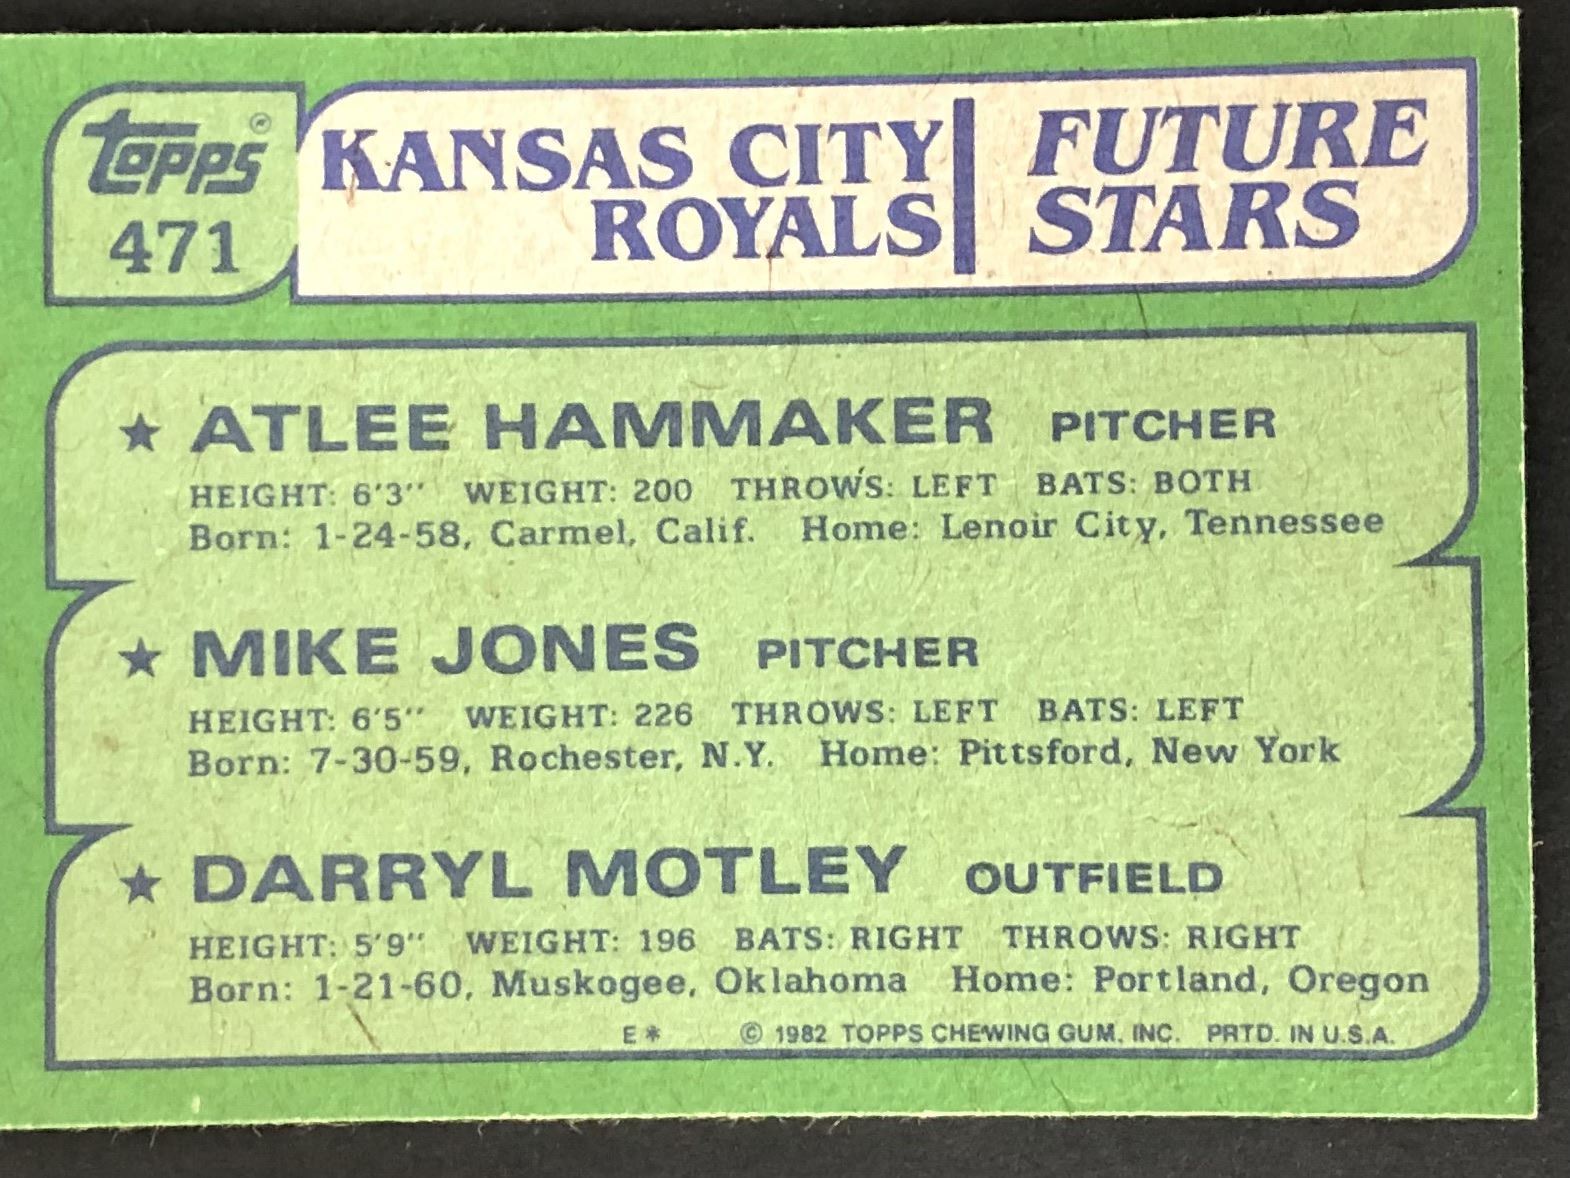 Topps ®
471
KANSAS CITY
ROYALS
FUTURE
STARS
★ ATLEE HAMMAKER PITCHER
HEIGHT: 6'3" WEIGHT: 200 THROWS: LEFT BATS: BOTH
Born: 1-24-58, Carmel, Calif. Home: Lenoir City, Tennessee
★ MIKE JONES PITCHER
HEIGHT: 6'5" WEIGHT: 226 THROWS: LEFT BATS: LEFT
Born: 7-30-59, Rochester, N.Y. Home: Pittsford, New York
★ DARRYL MOTLEY OUTFIELD
HEIGHT: 5'9" WEIGHT: 196 BATS: RIGHT THROWS: RIGHT
Born: 1-21-60, Muskogee, Oklahoma Home: Portland, Oregon
E* © 1982 TOPPS CHEWING GUM, INC. PRTD. IN U.S.A.